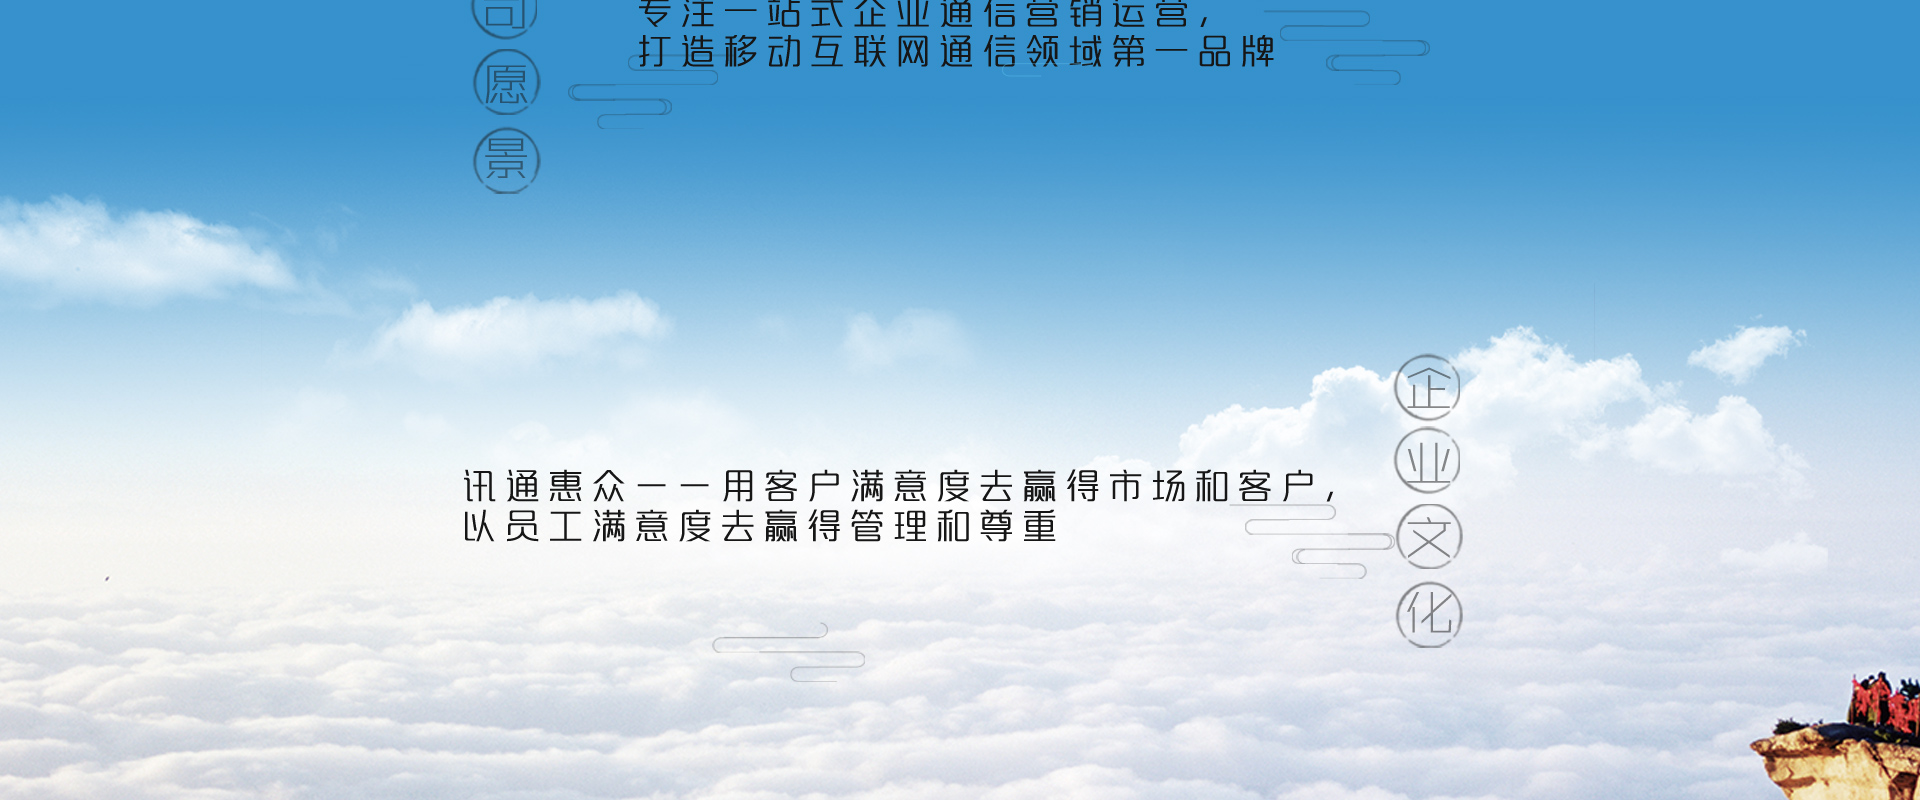 司愿景
专注一站式企业通信营销运营，
打造移动互联网通信领域第一品牌
企业文化
讯通惠众一一用客户满意度去赢得市场和客户，
以员工满意度去赢得管理和尊重